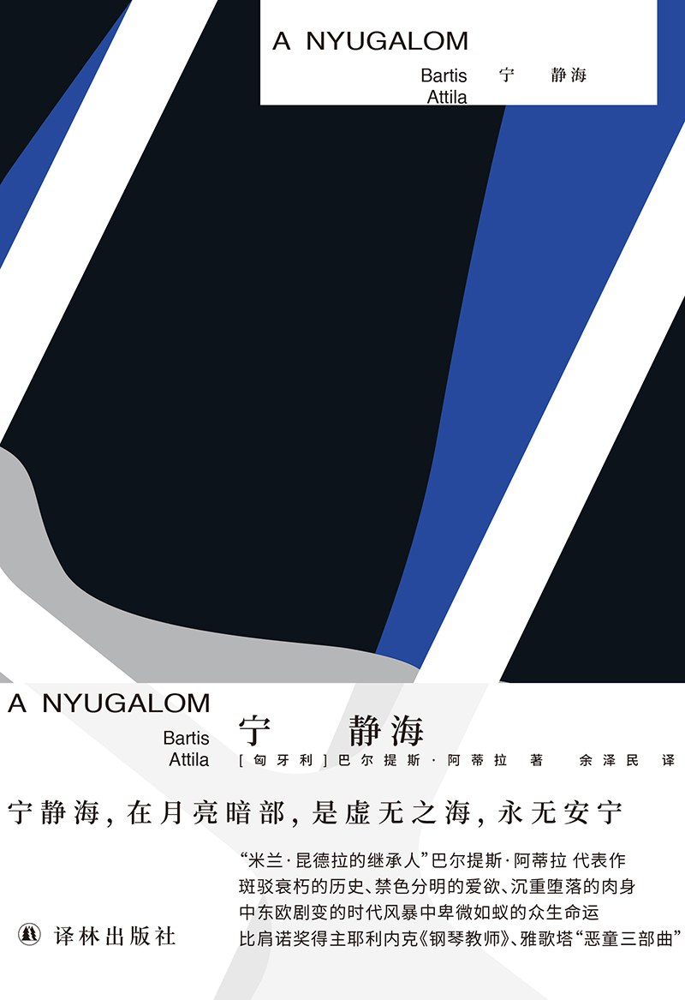 A NYUGALOM
Bartis 宁 静海
Attila
A NYUGALOM
Bartis
Attila
宁 静海
[匈牙利]巴尔提斯·阿蒂拉 著 余泽民 译
宁静海，在月亮暗部，是虚无之海，永无安宁
“米兰·昆德拉的继承人”巴尔提斯·阿蒂拉 代表作
斑驳衰朽的历史、禁色分明的爱欲、沉重堕落的肉身
中东欧剧变的时代风暴中卑微如蚁的众生命运
比肩诺奖得主耶利内克《钢琴教师》、雅歌塔“恶童三部曲”
译林出版社